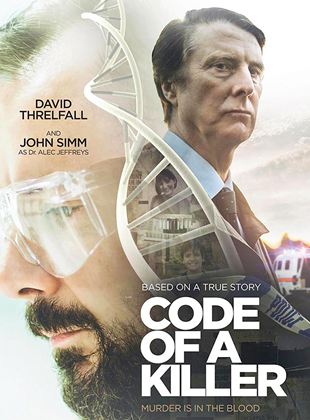 DAVID
THRELFALL
AND
JOHN SIMM
AS Dr. ALEC JEFFREYS
BASED ON A TRUE STORY
CODE
OF A
KILLER
MURDER IS IN THE BLOOD